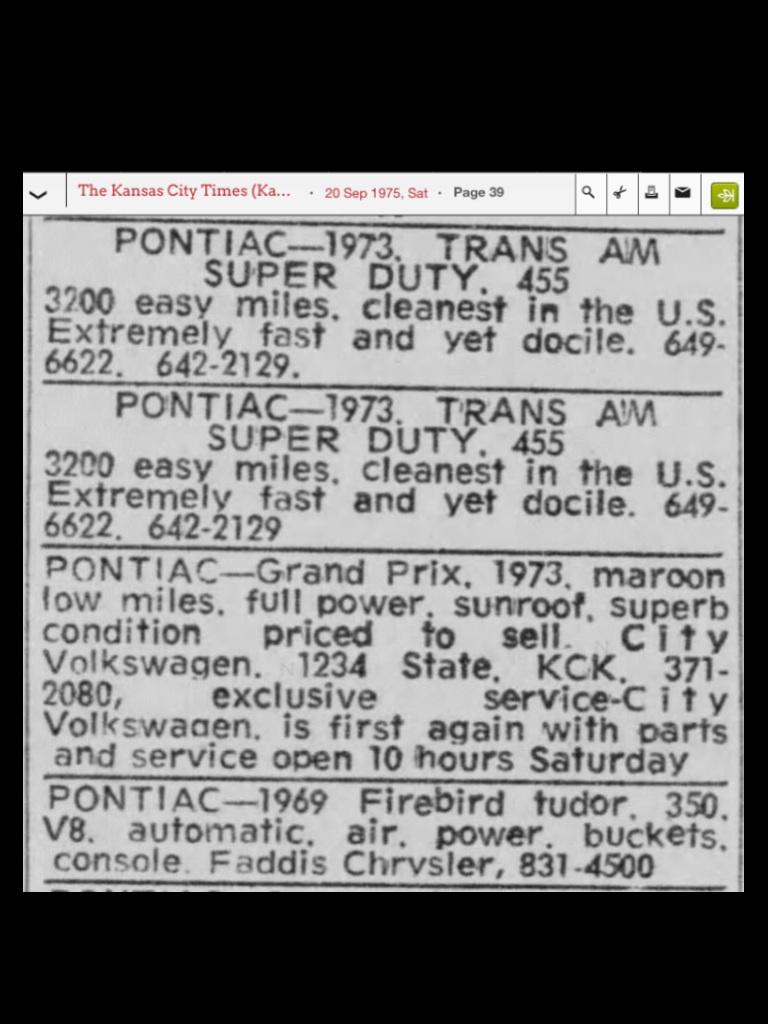 The Kansas City Times (Ka... · 20 Sep 1975, Sat · Page 39
PONTIAC—1973. TRANS AM
SUPER DUTY. 455
3200 easy miles. cleanest in the U.S.
Extremely fast and yet docile. 649-
6622. 642-2129.
PONTIAC—1973. TRANS AM
SUPER DUTY. 455
3200 easy miles. cleanest in the U.S.
Extremely fast and yet docile. 649-
6622. 642-2129
PONTIAC—Grand Prix, 1973, maroon
low miles, full power, sunroof, superb
condition priced to sell. City
Volkswagen. 1234 State, KCK. 371-
2080, exclusive service-City
Volkswagen, is first again with parts
and service open 10 hours Saturday
PONTIAC—1969 Firebird tudor, 350,
V8, automatic, air, power, buckets,
console. Faddis Chrysler, 831-4500